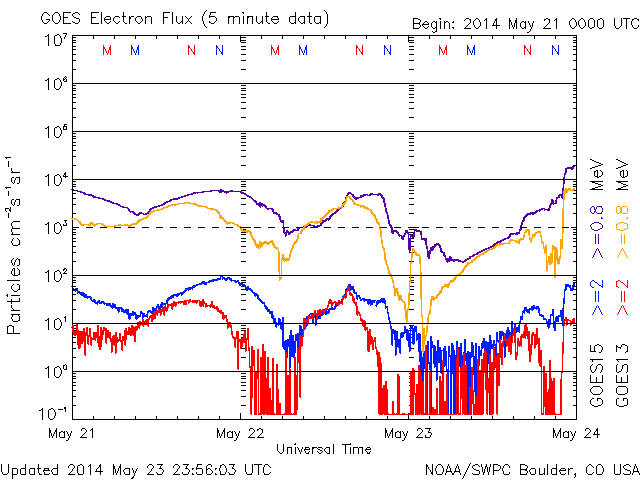 GOES Electron Flux (5 minute data)
Begin: 2014 May 21 0000 UTC
M M N N M M N N M M N N
10⁷
10⁶
10⁵
10⁴
10³
10²
10¹
10⁰
10⁻¹
Particles cm⁻²s⁻¹sr⁻¹
May 21 May 22 May 23 May 24
Universal Time
GOES15 >=2 >=0.8 MeV
GOES13 >=2 >=0.8 MeV
Updated 2014 May 23 23:56:03 UTC
NOAA/SWPC Boulder, CO USA